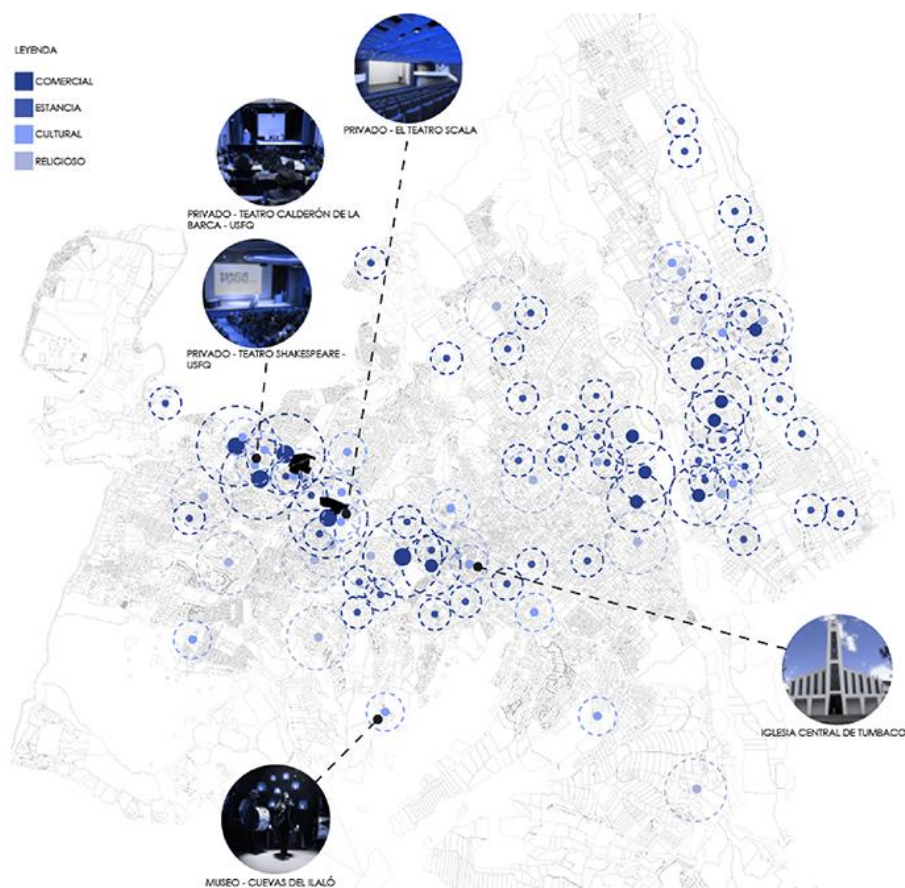 LEYENDA
COMERCIAL
ESTANCIA
CULTURAL
RELIGIOSO
PRIVADO - EL TEATRO SCALA
PRIVADO - TEATRO CALDERÓN DE LA
BARCA - USFQ
PRIVADO - TEATRO SHAKESPEARE -
USFQ
IGLESIA CENTRAL DE TUMBACO
MUSEO - CUEVAS DEL ILALÓ